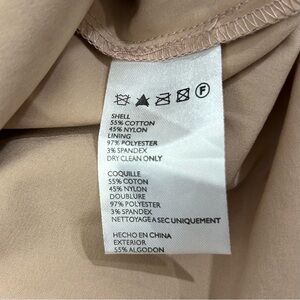 F
SHELL
55% COTTON
45% NYLON
LINING
97% POLYESTER
3% SPANDEX
DRY CLEAN ONLY
COQUILLE
55% COTON
45% NYLON
DOUBLURE
97% POLYESTER
3% SPANDEX
NETTOYAGE A SEC UNIQUEMENT
HECHO EN CHINA
EXTERIOR
55% ALGODON